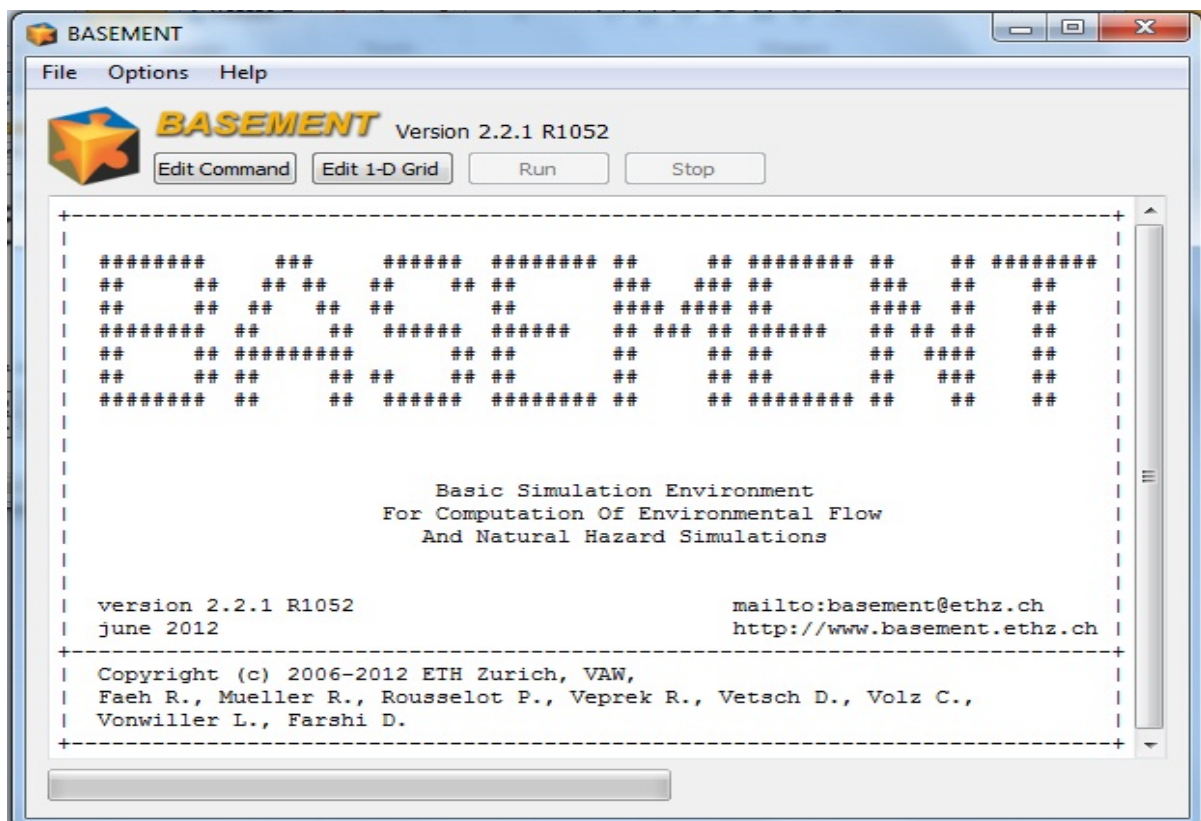 BASEMENT
File Options Help
BASEMENT Version 2.2.1 R1052
Edit Command Edit 1-D Grid Run Stop
BASEMENT
Basic Simulation Environment
For Computation Of Environmental Flow
And Natural Hazard Simulations
version 2.2.1 R1052 mailto:basement@ethz.ch
june 2012 http://www.basement.ethz.ch
Copyright (c) 2006-2012 ETH Zurich, VAW,
Faeh R., Mueller R., Rousselot P., Veprek R., Vetsch D., Volz C.,
Vonwiller L., Farshi D.